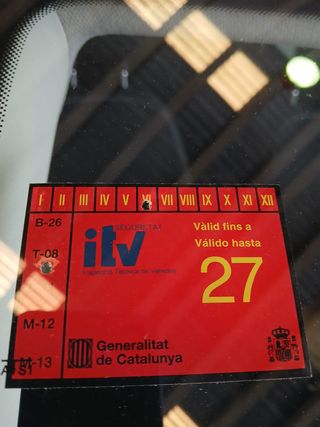 I II III IV V VI VII VIII IX X XI XII
B-26
SEGURETAT
Vàlid fins a
T-08
itv
Válido hasta
Inspecció Tècnica de Vehicles
27
M-12
M-13
Generalitat
de Catalunya